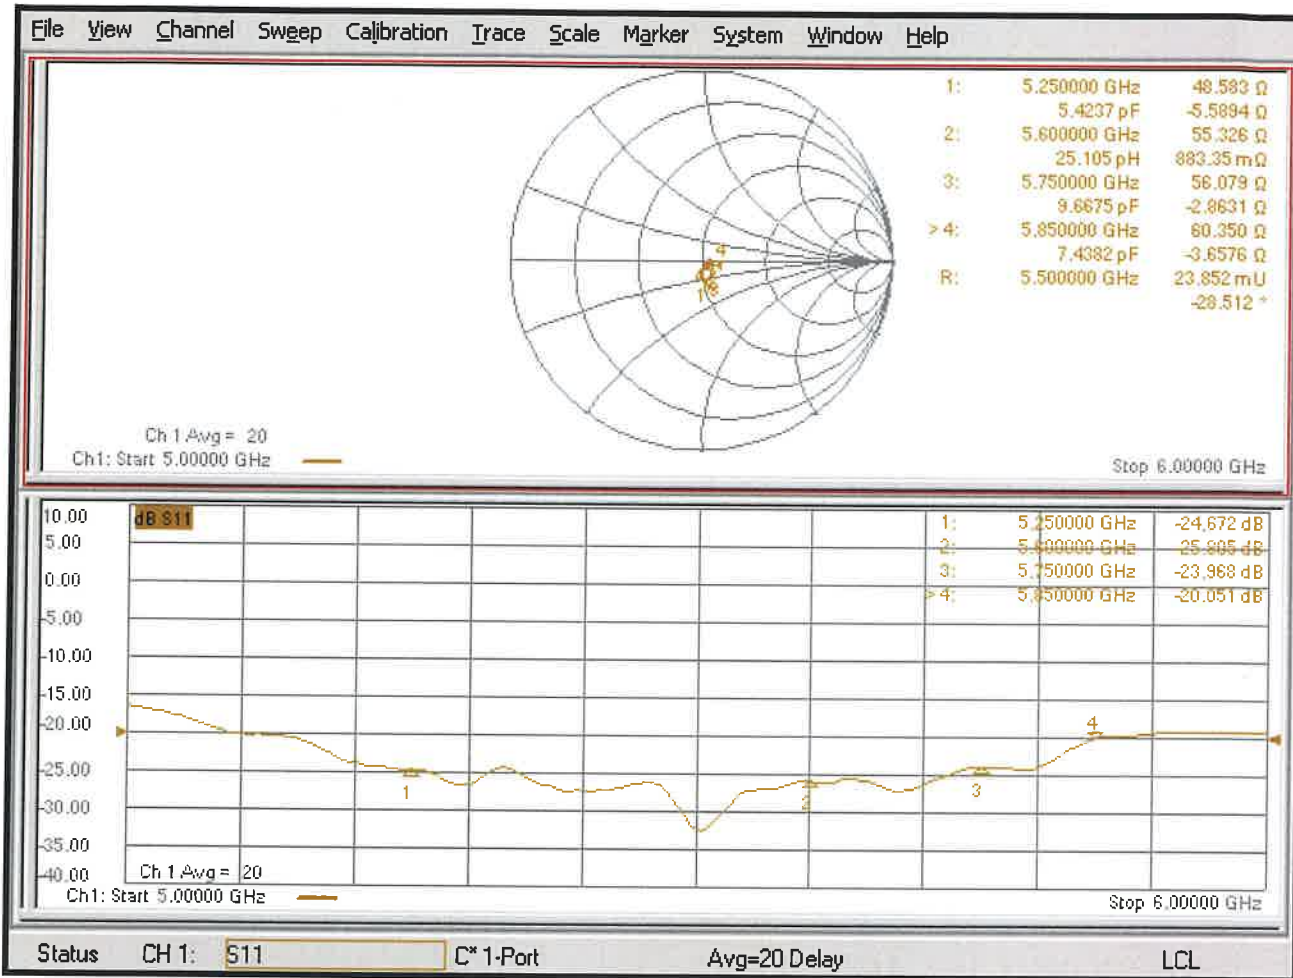 File View Channel Sweep Calibration Trace Scale Marker System Window Help
1: 5.250000 GHz 48.583 Ω
5.4237 pF -5.5894 Ω
2: 5.600000 GHz 55.326 Ω
25.105 pH 883.35 mΩ
3: 5.750000 GHz 56.079 Ω
9.6675 pF -2.8631 Ω
> 4: 5.850000 GHz 60.350 Ω
7.4382 pF -3.6576 Ω
R: 5.500000 GHz 23.852 mU
-28.512 °
4
1
Ch 1 Avg = 20
Ch1: Start 5.00000 GHz
Stop 6.00000 GHz
10.00
dB S11
1: 5.250000 GHz -24.672 dB
5.00
2: 5.600000 GHz -25.805 dB
3: 5.750000 GHz -23.968 dB
0.00
> 4: 5.850000 GHz -20.051 dB
-5.00
-10.00
-15.00
-20.00
4
-25.00
1
2
3
-30.00
-35.00
-40.00
Ch 1 Avg = 20
Ch1: Start 5.00000 GHz
Stop 6.00000 GHz
Status CH 1: S11 C* 1-Port Avg=20 Delay LCL